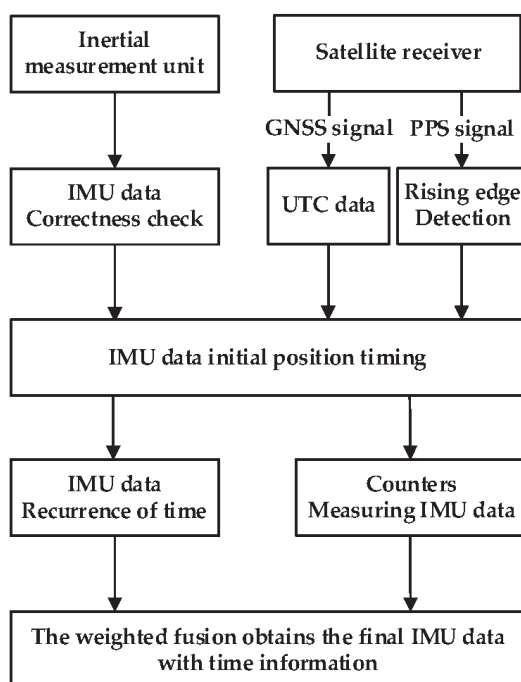 Inertial
measurement unit
Satellite receiver
GNSS signal
PPS signal
IMU data
Correctness check
UTC data
Rising edge
Detection
IMU data initial position timing
IMU data
Recurrence of time
Counters
Measuring IMU data
The weighted fusion obtains the final IMU data
with time information